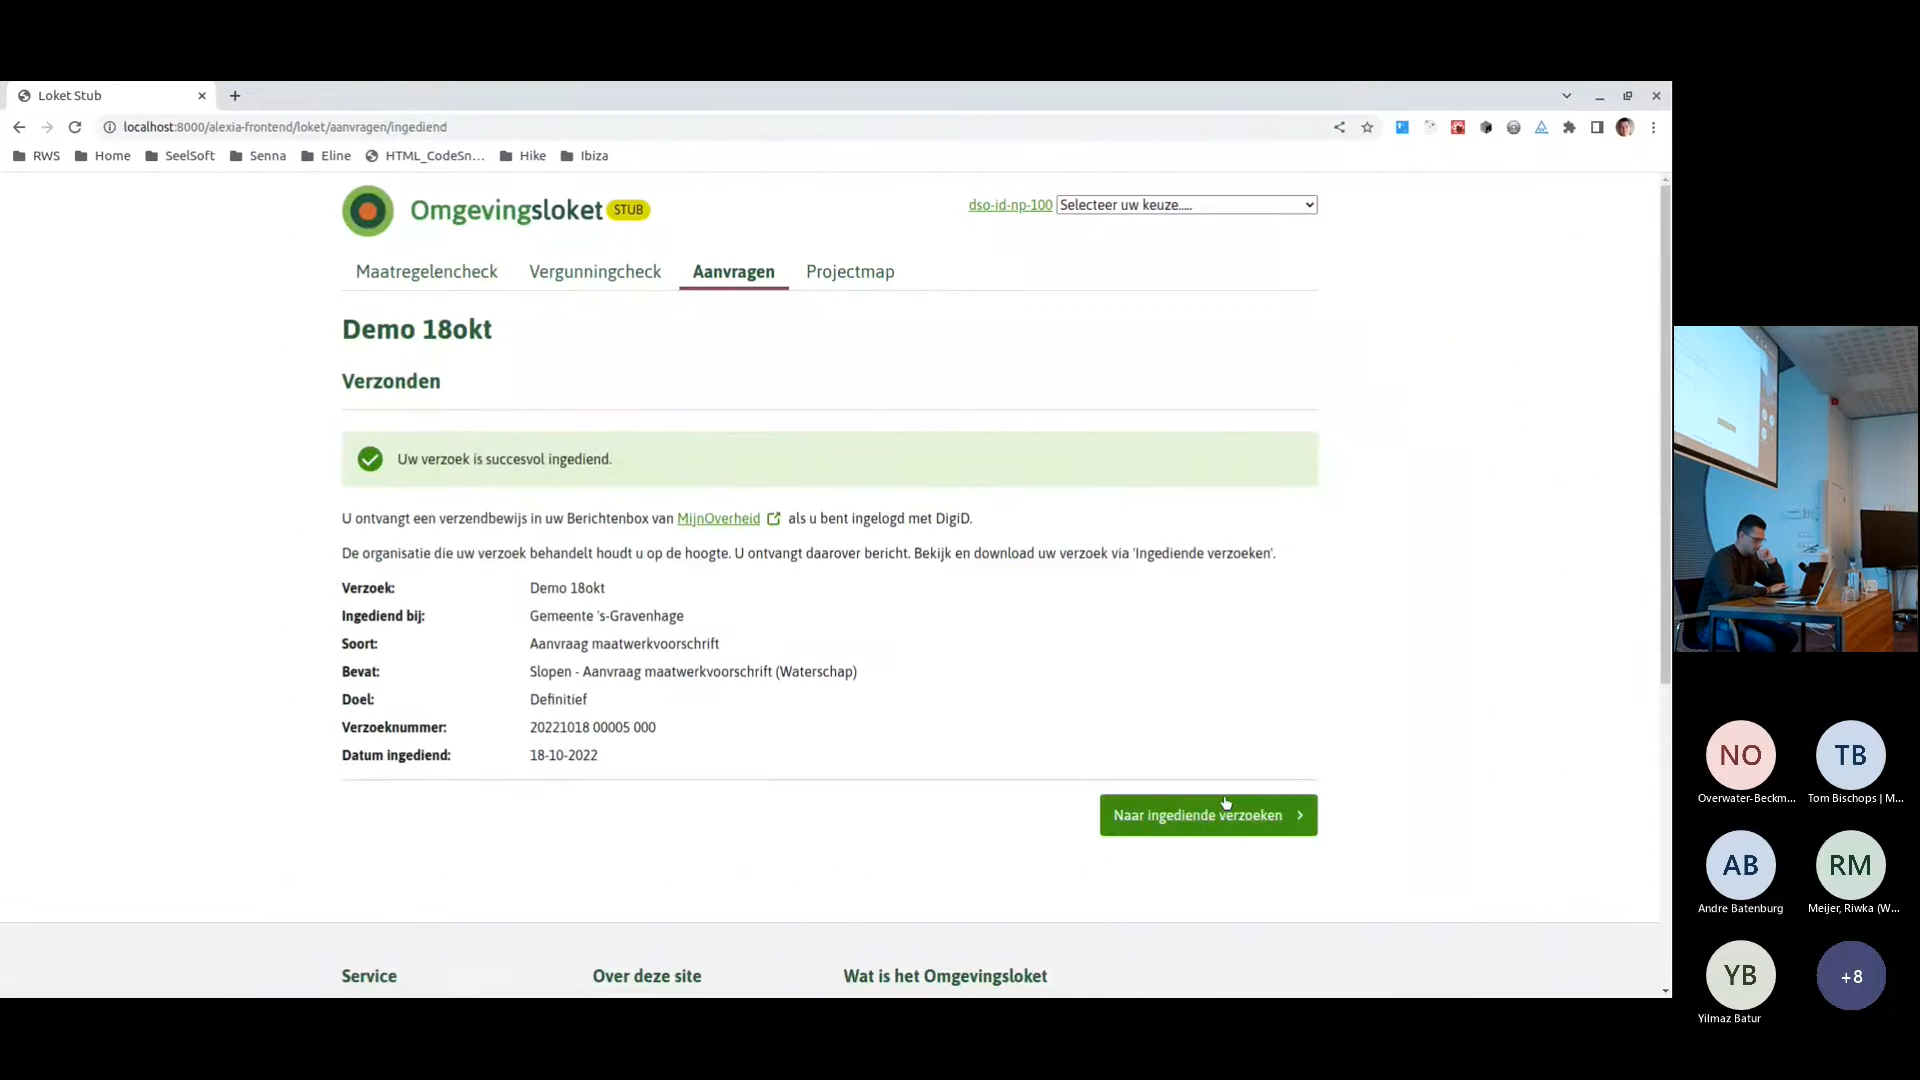 Loket Stub
localhost:8000/alexia-frontend/loket/aanvragen/ingediend
RWS Home SeelSoft Senna Eline HTML_CodeSn... Hike Ibiza
Omgevingsloket STUB
dso-id-np-100 Selecteer uw keuze.....
Maatregelencheck Vergunningcheck Aanvragen Projectmap
Demo 18okt
Verzonden
Uw verzoek is succesvol ingediend.
U ontvangt een verzendbewijs in uw Berichtenbox van MijnOverheid als u bent ingelogd met DigiD.
De organisatie die uw verzoek behandelt houdt u op de hoogte. U ontvangt daarover bericht. Bekijk en download uw verzoek via 'Ingediende verzoeken'.
Verzoek: Demo 18okt
Ingediend bij: Gemeente 's-Gravenhage
Soort: Aanvraag maatwerkvoorschrift
Bevat: Slopen - Aanvraag maatwerkvoorschrift (Waterschap)
Doel: Definitief
Verzoeknummer: 20221018 00005 000
Datum ingediend: 18-10-2022
Naar ingediende verzoeken
Service Over deze site Wat is het Omgevingsloket
NO TB
Overwater-Beckm... Tom Bischops | M...
AB RM
Andre Batenburg Meijer, Riwka (W...
YB +8
Yilmaz Batur